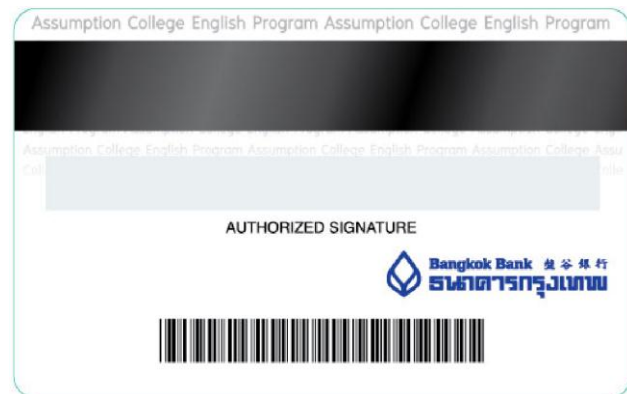 Assumption College English Program Assumption College English Program
Assumption College English Program Assumption College English Program Assumption College Assu
AUTHORIZED SIGNATURE
Bangkok Bank 盤谷銀行
ธนาคารกรุงเทพ